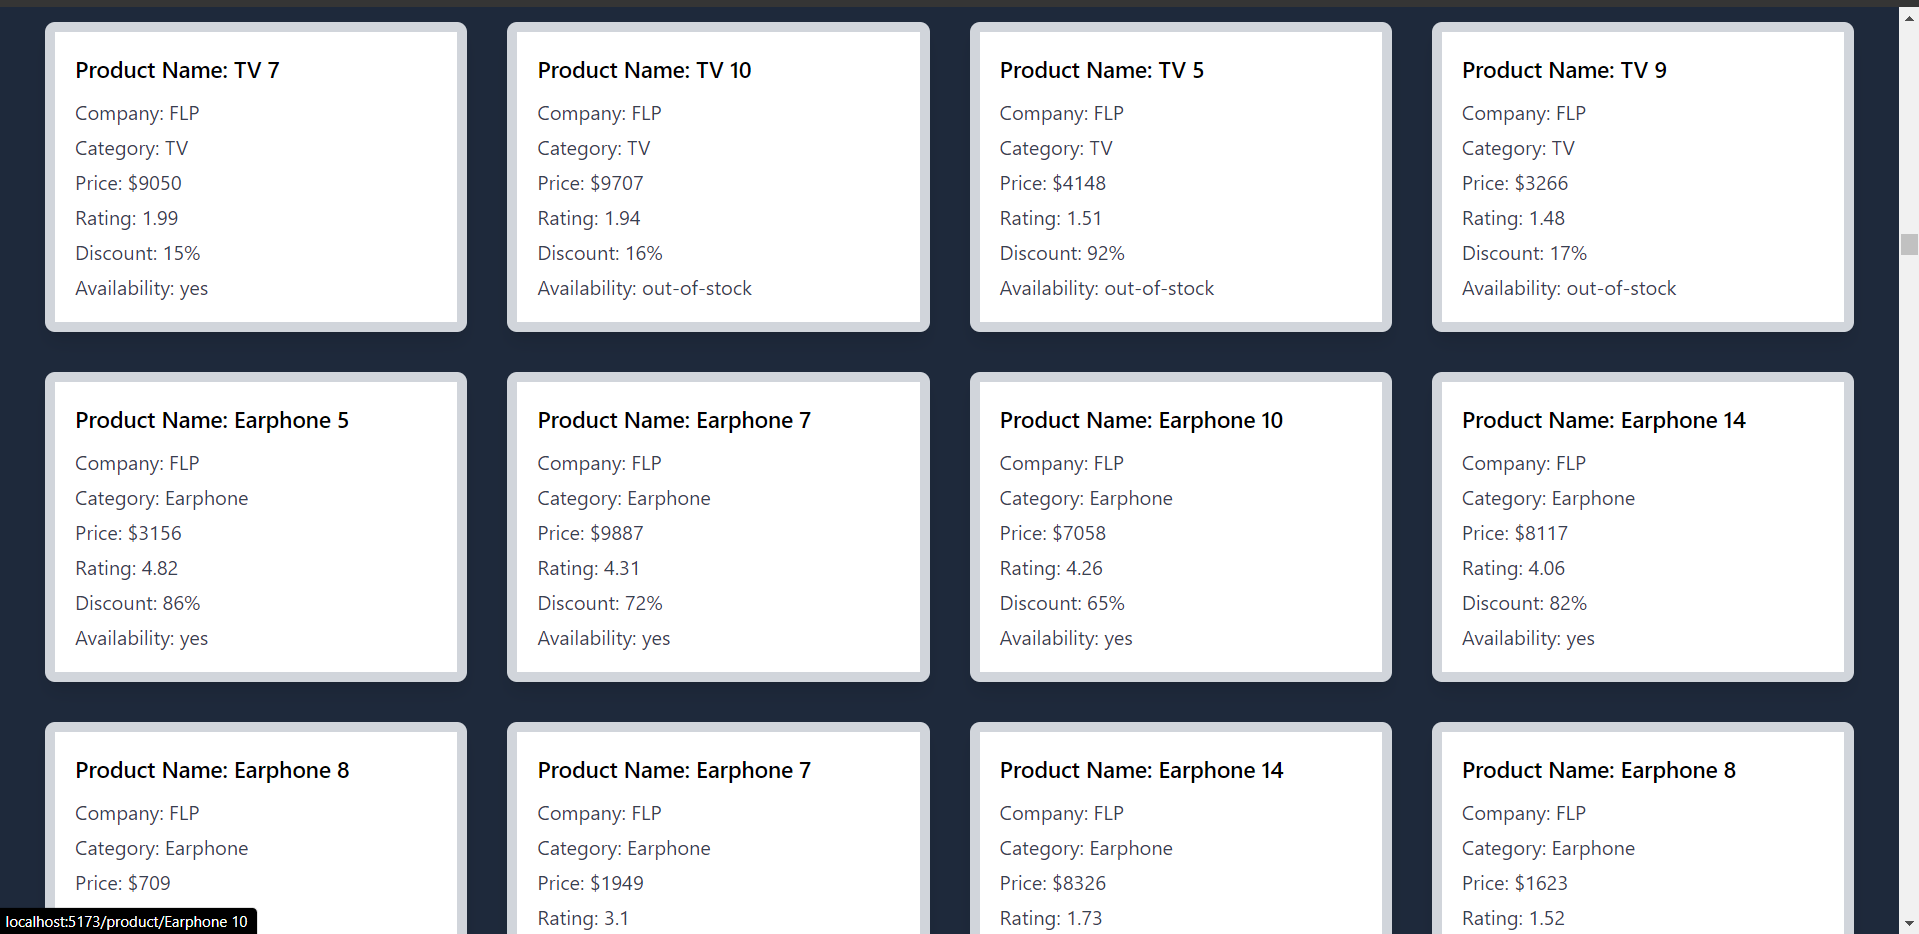 Product Name: TV 7
Company: FLP
Category: TV
Price: $9050
Rating: 1.99
Discount: 15%
Availability: yes
Product Name: TV 10
Company: FLP
Category: TV
Price: $9707
Rating: 1.94
Discount: 16%
Availability: out-of-stock
Product Name: TV 5
Company: FLP
Category: TV
Price: $4148
Rating: 1.51
Discount: 92%
Availability: out-of-stock
Product Name: TV 9
Company: FLP
Category: TV
Price: $3266
Rating: 1.48
Discount: 17%
Availability: out-of-stock
Product Name: Earphone 5
Company: FLP
Category: Earphone
Price: $3156
Rating: 4.82
Discount: 86%
Availability: yes
Product Name: Earphone 7
Company: FLP
Category: Earphone
Price: $9887
Rating: 4.31
Discount: 72%
Availability: yes
Product Name: Earphone 10
Company: FLP
Category: Earphone
Price: $7058
Rating: 4.26
Discount: 65%
Availability: yes
Product Name: Earphone 14
Company: FLP
Category: Earphone
Price: $8117
Rating: 4.06
Discount: 82%
Availability: yes
Product Name: Earphone 8
Company: FLP
Category: Earphone
Price: $709
Product Name: Earphone 7
Company: FLP
Category: Earphone
Price: $1949
Rating: 3.1
Product Name: Earphone 14
Company: FLP
Category: Earphone
Price: $8326
Rating: 1.73
Product Name: Earphone 8
Company: FLP
Category: Earphone
Price: $1623
Rating: 1.52
localhost:5173/product/Earphone 10